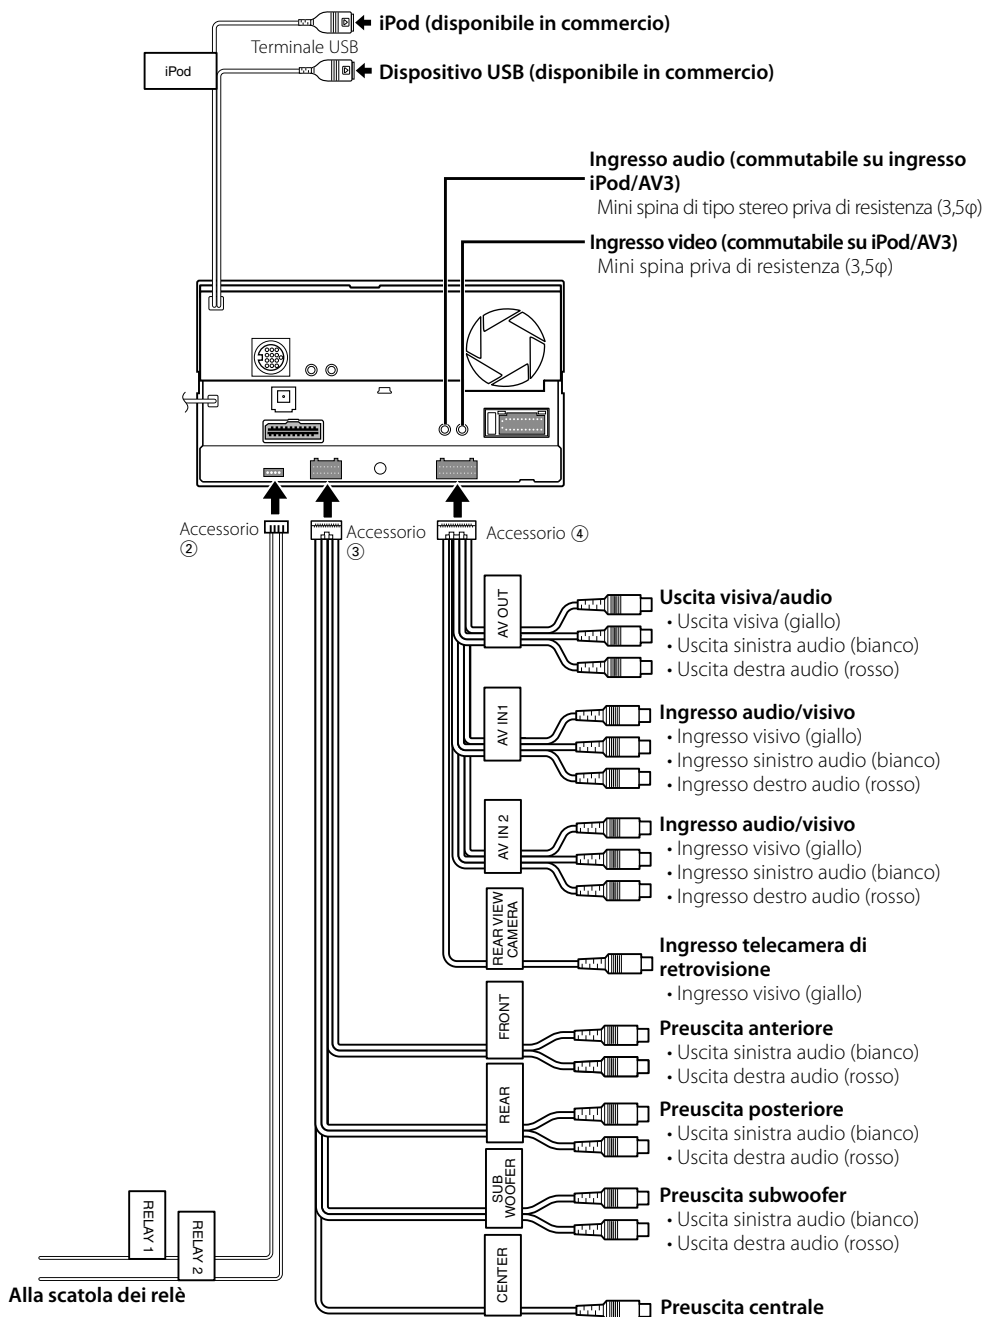 iPod (disponibile in commercio)
Terminale USB
iPod
Dispositivo USB (disponibile in commercio)
Ingresso audio (commutabile su ingresso
iPod/AV3)
Mini spina di tipo stereo priva di resistenza (3,5φ)
Ingresso video (commutabile su iPod/AV3)
Mini spina priva di resistenza (3,5φ)
Accessorio
②
Accessorio
③
Accessorio ④
AV OUT
Uscita visiva/audio
• Uscita visiva (giallo)
• Uscita sinistra audio (bianco)
• Uscita destra audio (rosso)
AV IN1
Ingresso audio/visivo
• Ingresso visivo (giallo)
• Ingresso sinistro audio (bianco)
• Ingresso destro audio (rosso)
AV IN 2
Ingresso audio/visivo
• Ingresso visivo (giallo)
• Ingresso sinistro audio (bianco)
• Ingresso destro audio (rosso)
REAR VIEW
CAMERA
Ingresso telecamera di
retrovisione
• Ingresso visivo (giallo)
FRONT
Preuscita anteriore
• Uscita sinistra audio (bianco)
• Uscita destra audio (rosso)
REAR
Preuscita posteriore
• Uscita sinistra audio (bianco)
• Uscita destra audio (rosso)
SUB
WOOFER
Preuscita subwoofer
• Uscita sinistra audio (bianco)
• Uscita destra audio (rosso)
RELAY 1
RELAY 2
Alla scatola dei relè
CENTER
Preuscita centrale